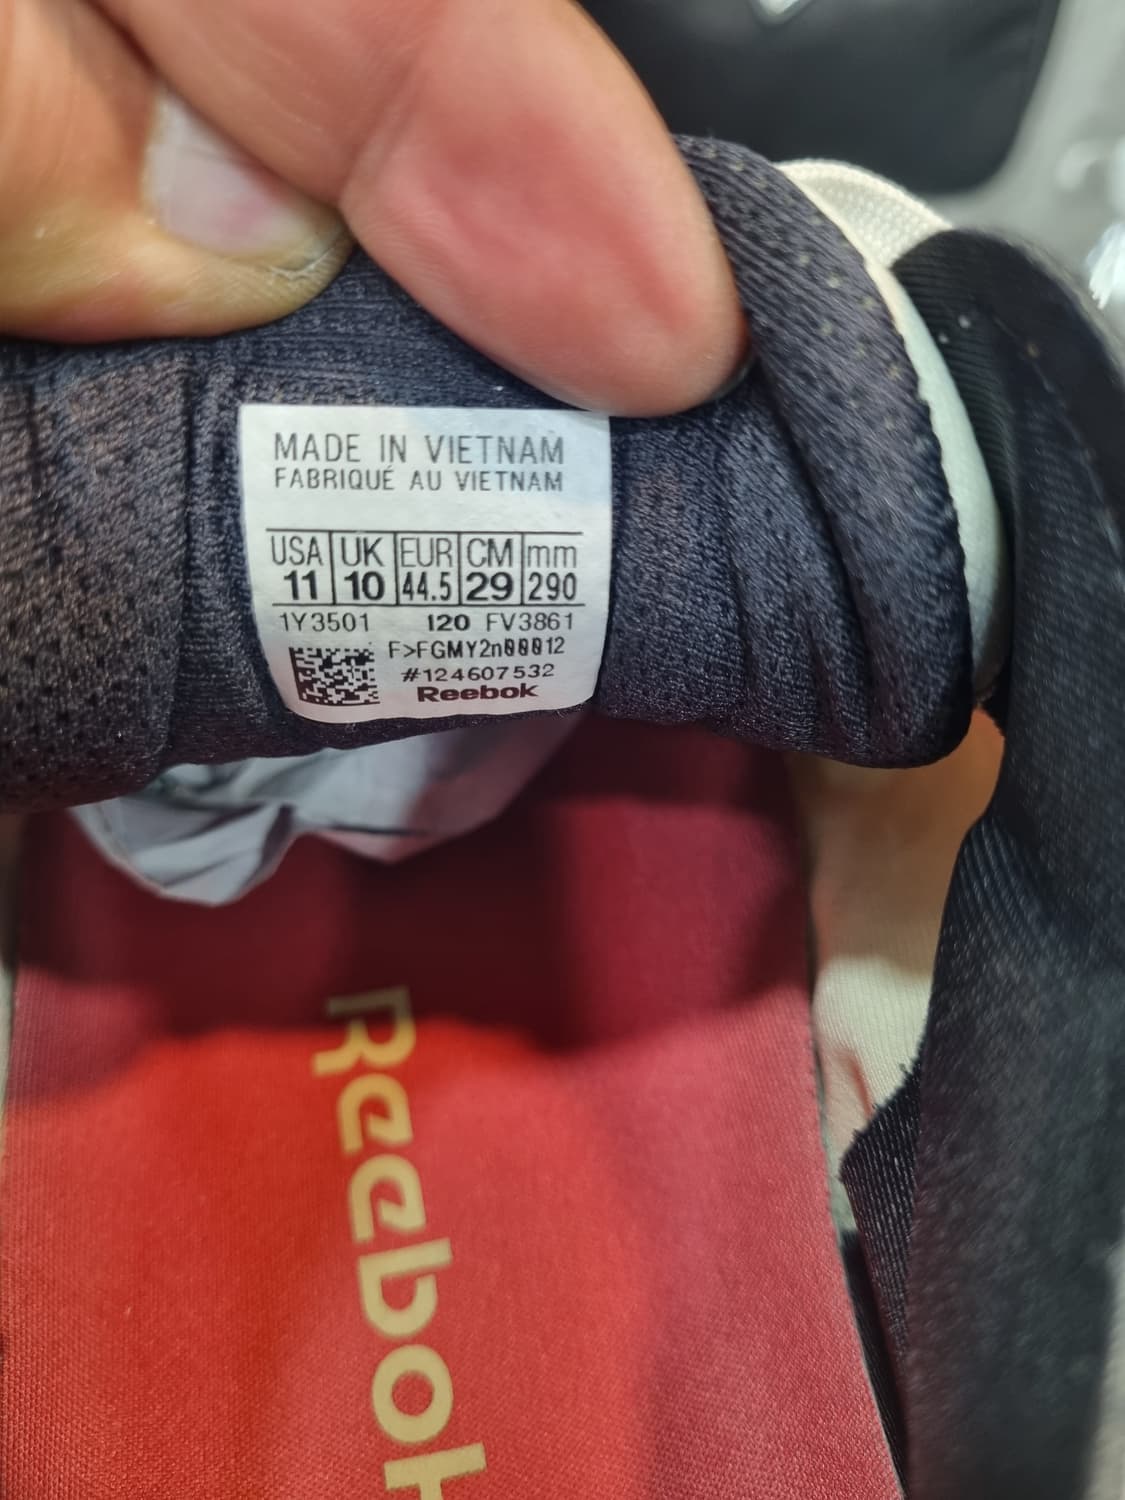 MADE IN VIETNAM
FABRIQUÉ AU VIETNAM
USA UK EUR CM mm
11 10 44.5 29 290
1Y3501 I20 FV3861
F>FGMY2n00012
#124607532
Reebok
Reebok